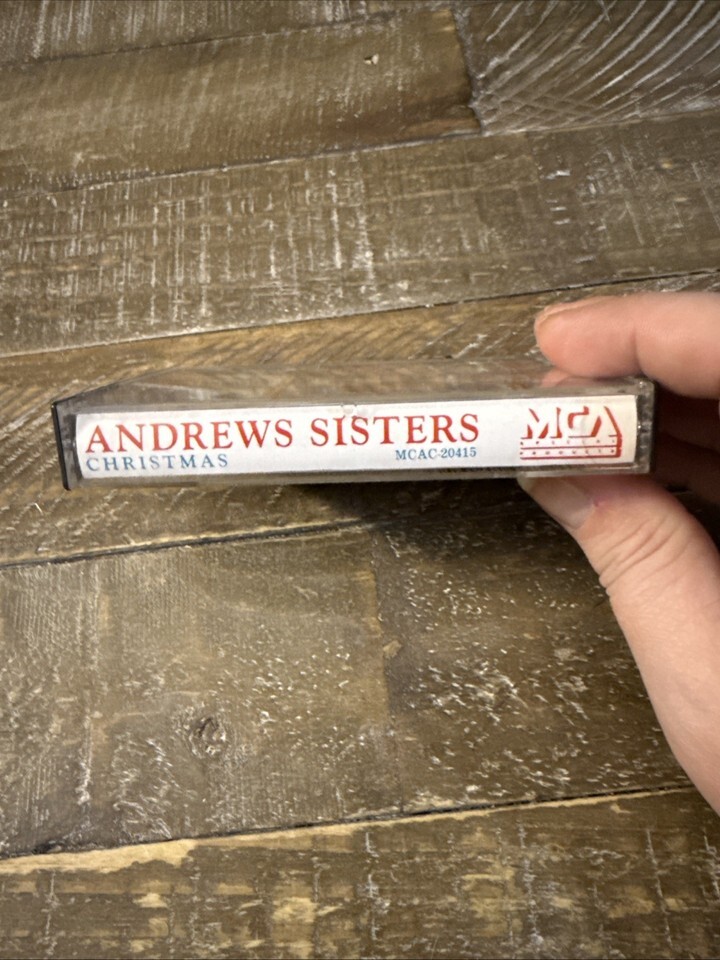 ANDREWS SISTERS
CHRISTMAS
MCAC-20415
MCA